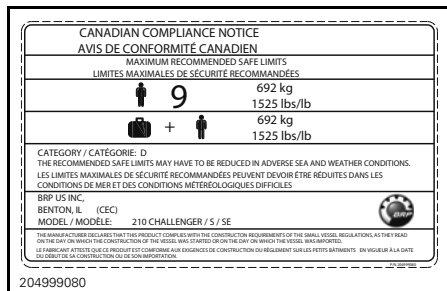 CANADIAN COMPLIANCE NOTICE
AVIS DE CONFORMITÉ CANADIEN
MAXIMUM RECOMMENDED SAFE LIMITS
LIMITES MAXIMALES DE SÉCURITÉ RECOMMANDÉES
9 692 kg
1525 lbs/lb
+ 692 kg
1525 lbs/lb
CATEGORY / CATÉGORIE: D
THE RECOMMENDED SAFE LIMITS MAY HAVE TO BE REDUCED IN ADVERSE SEA AND WEATHER CONDITIONS.
LES LIMITES MAXIMALES DE SÉCURITÉ RECOMMANDÉES PEUVENT DEVOIR ÊTRE RÉDUITES DANS LES
CONDITIONS DE MER ET DES CONDITIONS MÉTÉRÉOLOGIQUES DIFFICILES
BRP US INC,
BENTON, IL (CEC)
MODEL / MODÈLE: 210 CHALLENGER / S / SE
BRP
THE MANUFACTURER DECLARES THAT THIS PRODUCT COMPLIES WITH THE CONSTRUCTION REQUIREMENTS OF THE SMALL VESSEL REGULATIONS, AS THEY READ
ON THE DAY ON WHICH THE CONSTRUCTION OF THE VESSEL WAS STARTED OR ON THE DAY ON WHICH THE VESSEL WAS IMPORTED.
LE FABRICANT ATTESTE QUE CE PRODUIT EST CONFORME AUX EXIGENCES DE CONSTRUCTION DU RÈGLEMENT SUR LES PETITS BÂTIMENTS EN VIGUEUR À LA DATE
DU DÉBUT DE SA CONSTRUCTION OU DE SON IMPORTATION.
P/N 204999080
204999080